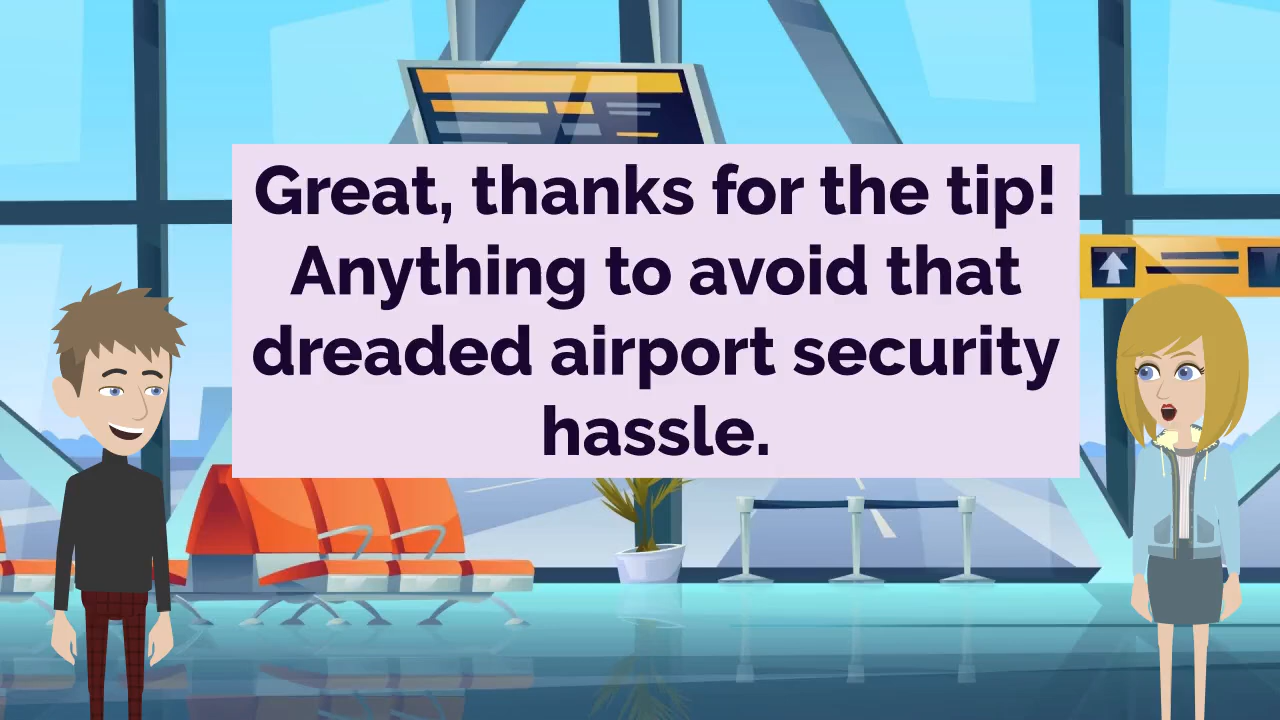 Great, thanks for the tip!
Anything to avoid that
dreaded airport security
hassle.